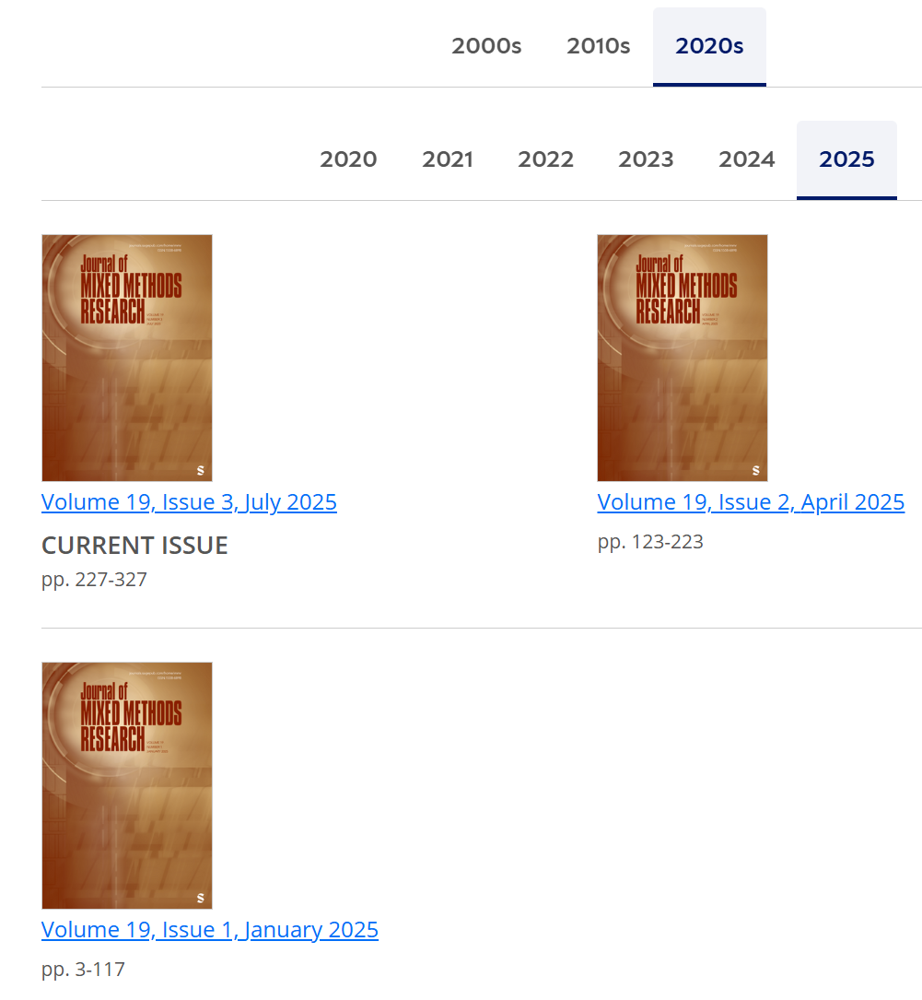 2000s 2010s 2020s
2020 2021 2022 2023 2024 2025
Journal of
MIXED METHODS
RESEARCH
Volume 19, Issue 3, July 2025
CURRENT ISSUE
pp. 227-327
Journal of
MIXED METHODS
RESEARCH
Volume 19, Issue 2, April 2025
pp. 123-223
Journal of
MIXED METHODS
RESEARCH
Volume 19, Issue 1, January 2025
pp. 3-117